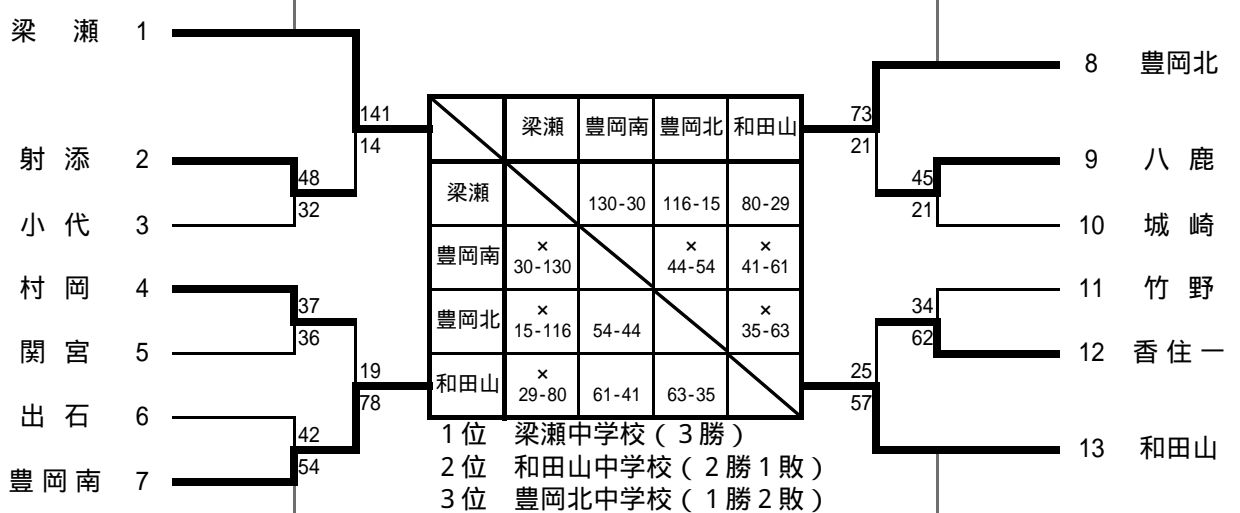 梁 瀬 1
射 添 2
小 代 3
村 岡 4
関 宮 5
出 石 6
豊 岡 南 7
141
14
48
32
37
36
19
78
42
54
梁瀬 豊岡南 豊岡北 和田山
梁瀬 130-30 116-15 80-29
豊岡南 × 30-130 × 44-54 × 41-61
豊岡北 × 15-116 54-44 × 35-63
和田山 × 29-80 61-41 63-35
1位 梁瀬中学校(3勝)
2位 和田山中学校(2勝1敗)
3位 豊岡北中学校(1勝2敗)
73
21
45
21
34
62
25
57
8 豊岡北
9 八 鹿
10 城 崎
11 竹 野
12 香 住 一
13 和田山